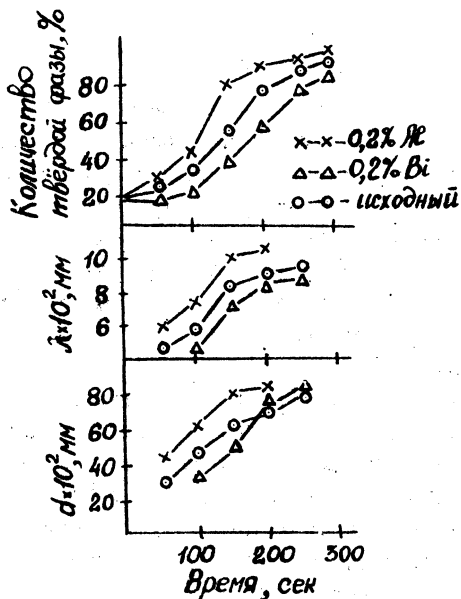 Количество
твёрдой фазы, %
80
60
40
20
x—x—0,2% Al
△—△—0,2% Bi
о—о—исходный
λ×10², мм
10
8
6
d×10², мм
80
60
40
20
100 200 300
Время, сек